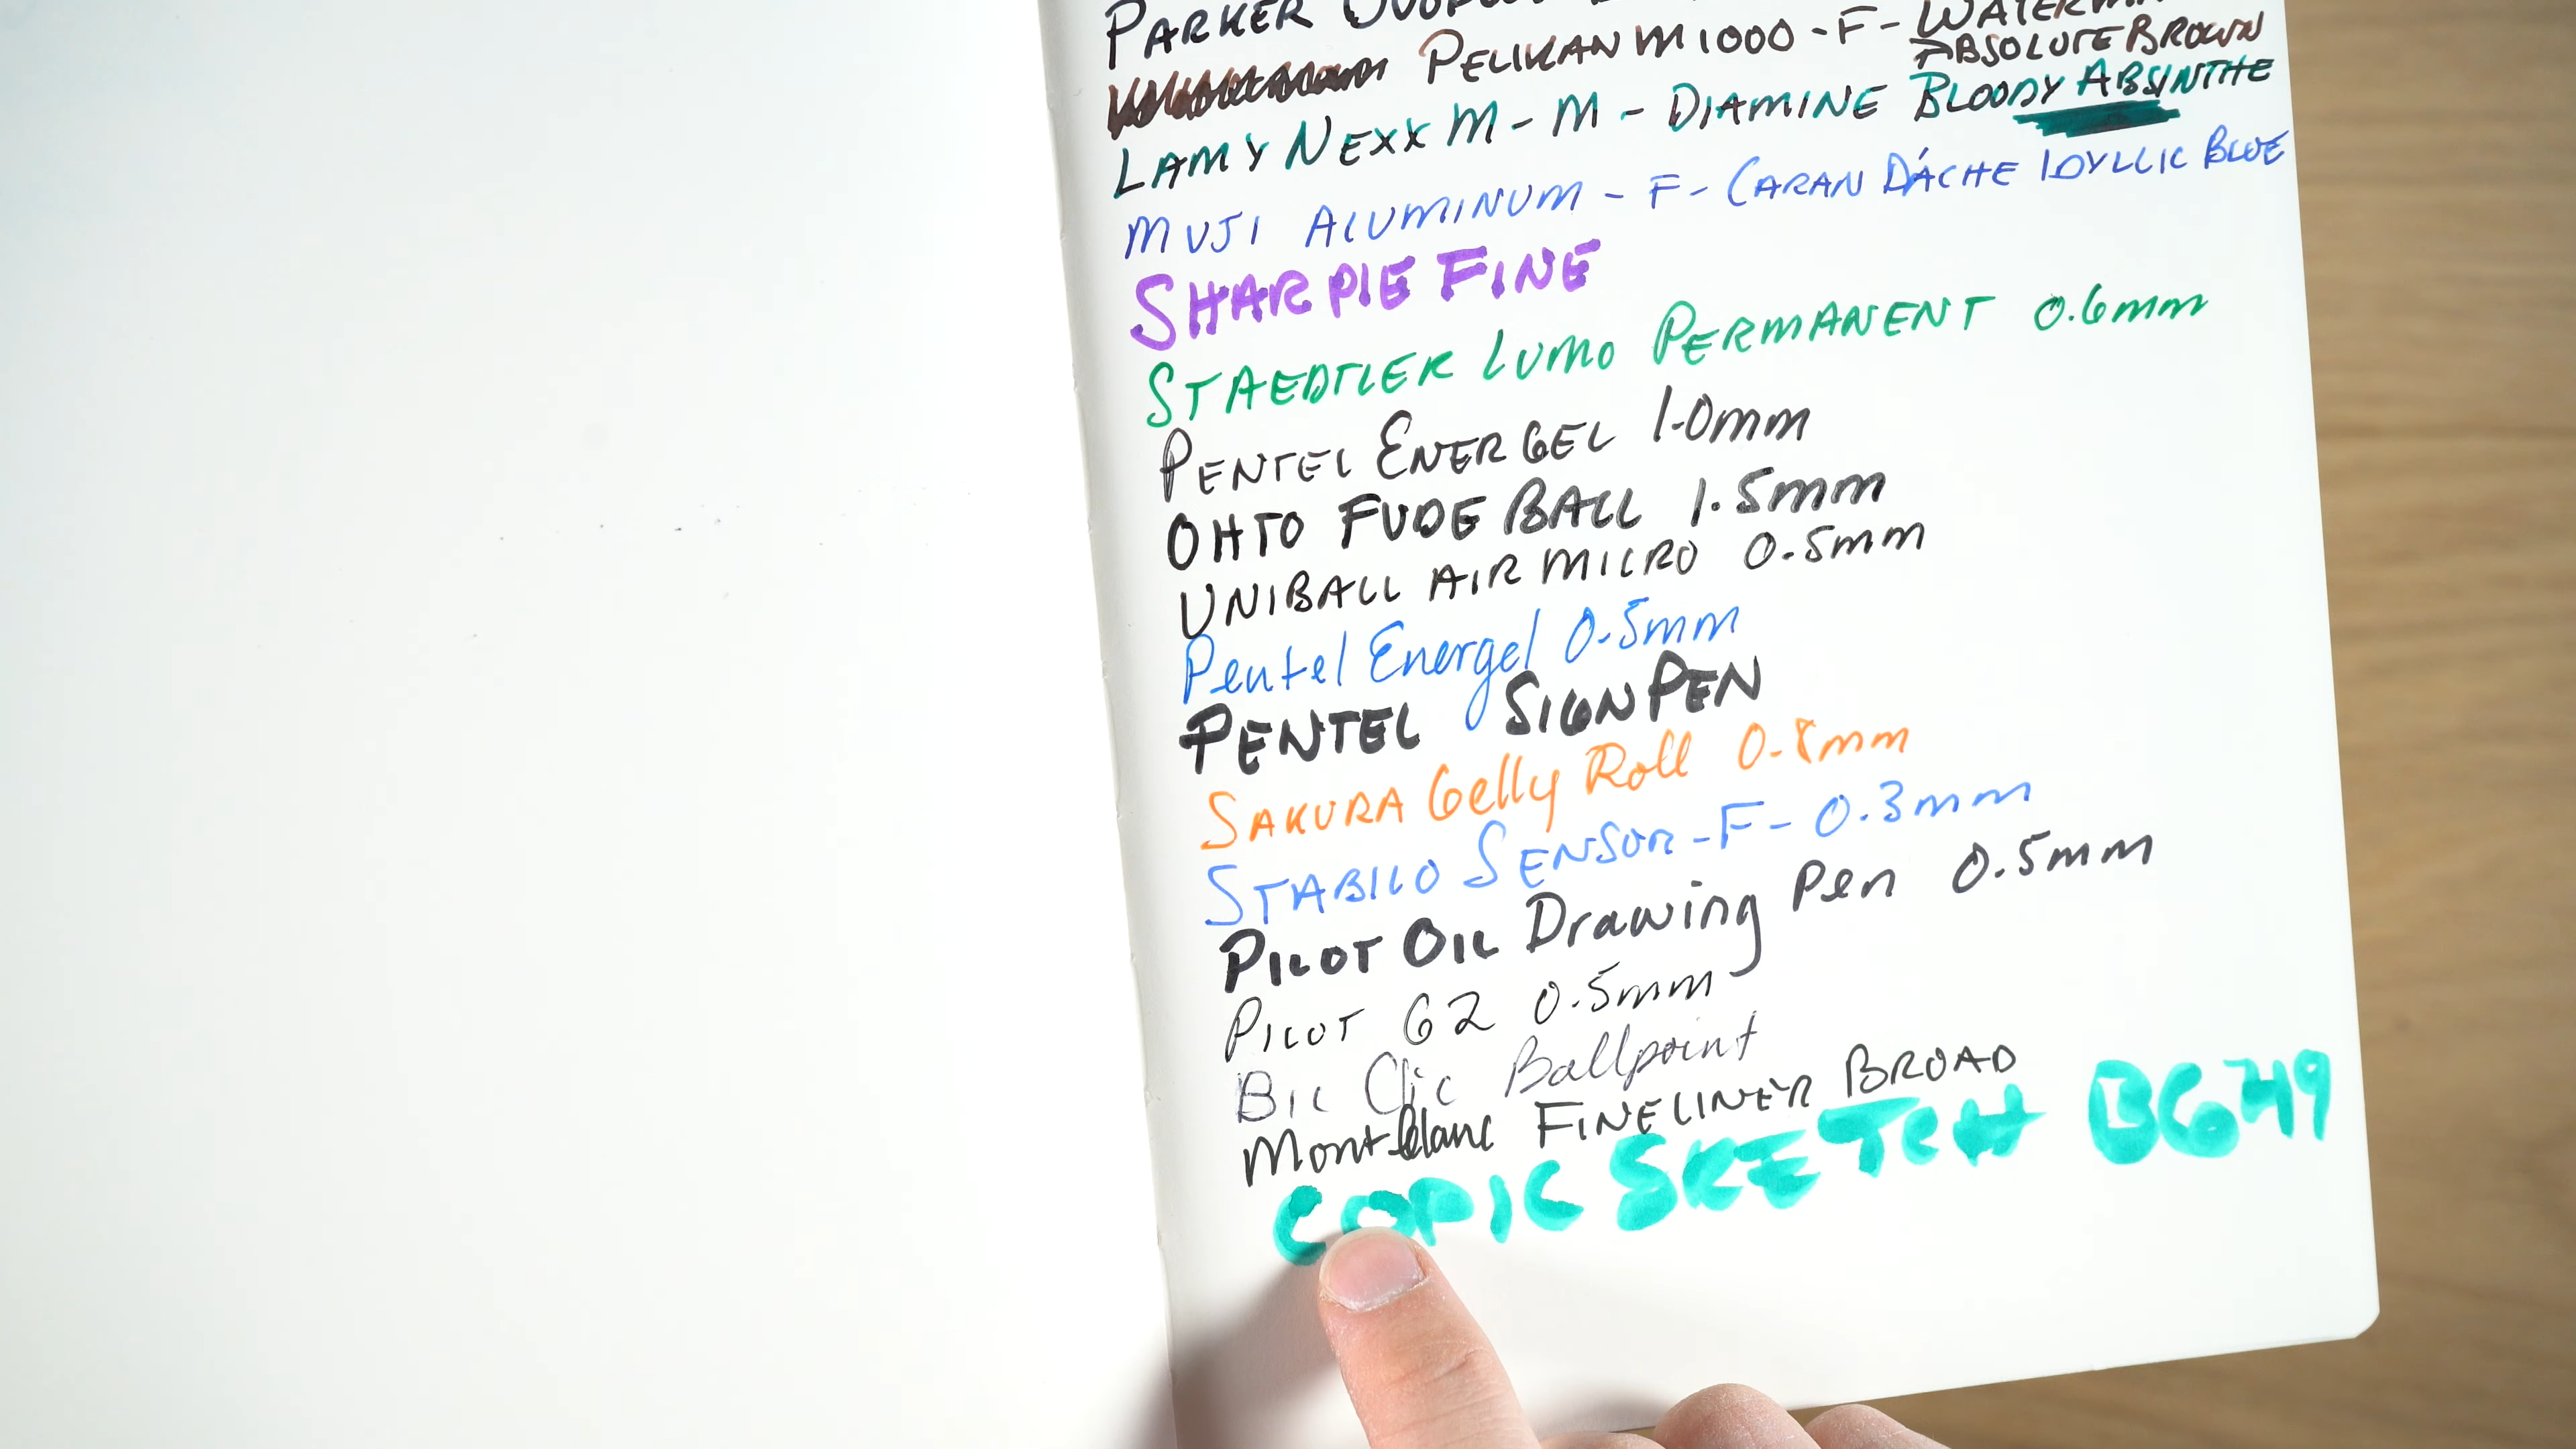 PARKER
PELIKAN M1000 - F - WATERMAN
ABSOLUTE BROWN
LAMY NEXX M - M - DIAMINE BLOODY ABSINTHE
MUJI ALUMINUM - F - CARAN D'ÁCHE IDYLLIC BLUE
SHARPIE FINE
STAEDTLER LUMO PERMANENT 0.6mm
PENTEL ENERGEL 1.0mm
OHTO FUDE BALL 1.5mm
UNIBALL AIR MICRO 0.5mm
Pentel Energel 0.5mm
PENTEL SIGN PEN
SAKURA Gelly Roll 0.8mm
STABILO SENSOR - F - 0.3mm
PILOT OIL Drawing Pen 0.5mm
PILOT G2 0.5mm
BIC Clic Ballpoint
Montblanc FINELINER BROAD
COPIC SKETCH BG49